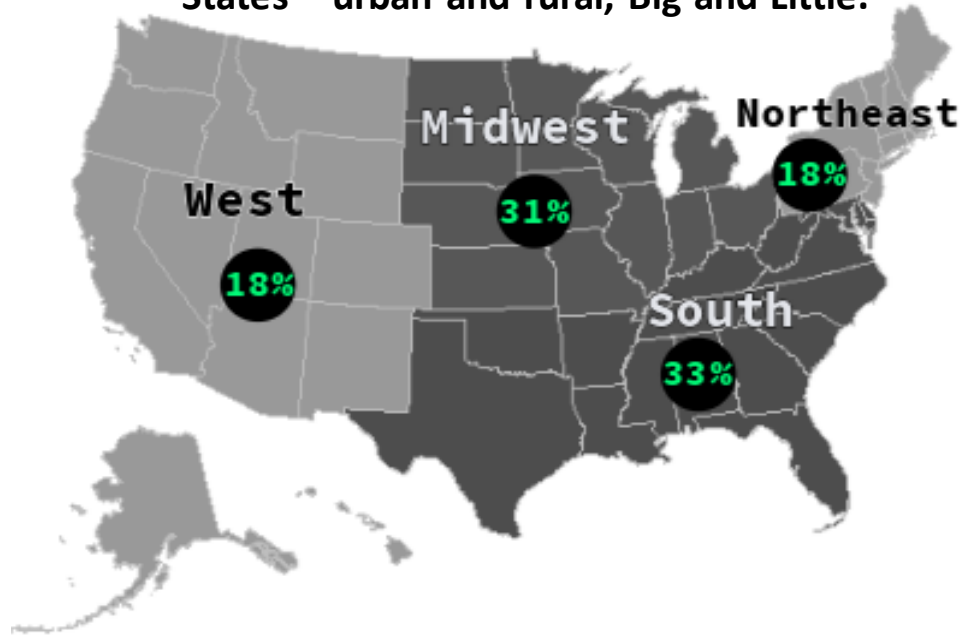 States urban and rural, Big and Little.
Northeast
Midwest
18%
West
31%
18%
South
33%